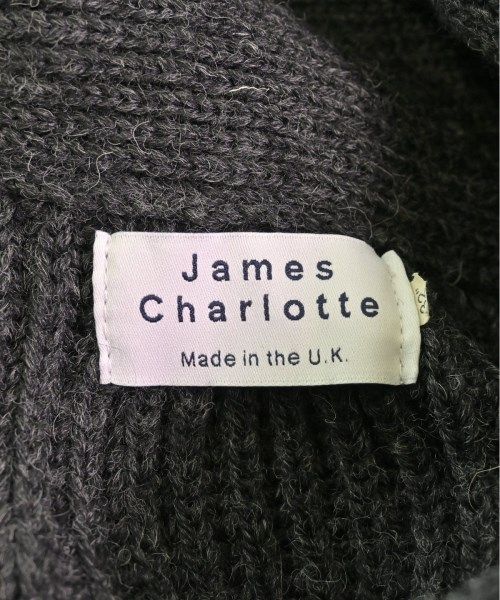 James
Charlotte
Made in the U.K.